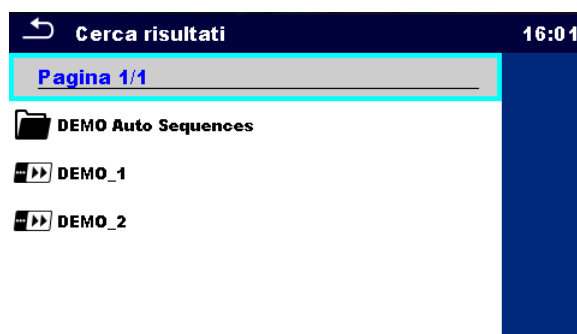 Cerca risultati 16:01
Pagina 1/1
DEMO Auto Sequences
DEMO_1
DEMO_2